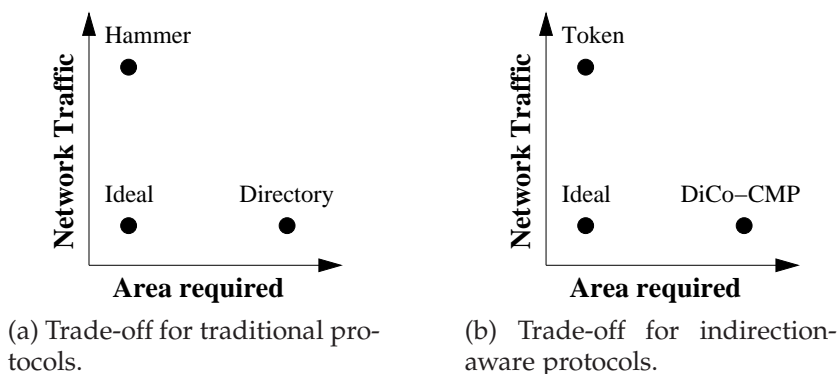 Hammer
Network Traffic
Ideal
Directory
Area required
(a) Trade-off for traditional pro-
tocols.
Token
Network Traffic
Ideal
DiCo−CMP
Area required
(b) Trade-off for indirection-
aware protocols.